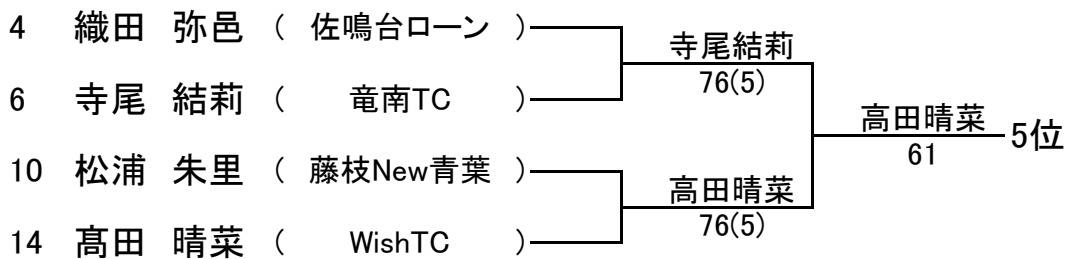 4 織田 弥邑 ( 佐鳴台ローン )
寺尾結莉
76(5)
6 寺尾 結莉 ( 竜南TC )
高田晴菜 5位
61
10 松浦 朱里 ( 藤枝New青葉 )
高田晴菜
76(5)
14 髙田 晴菜 ( WishTC )